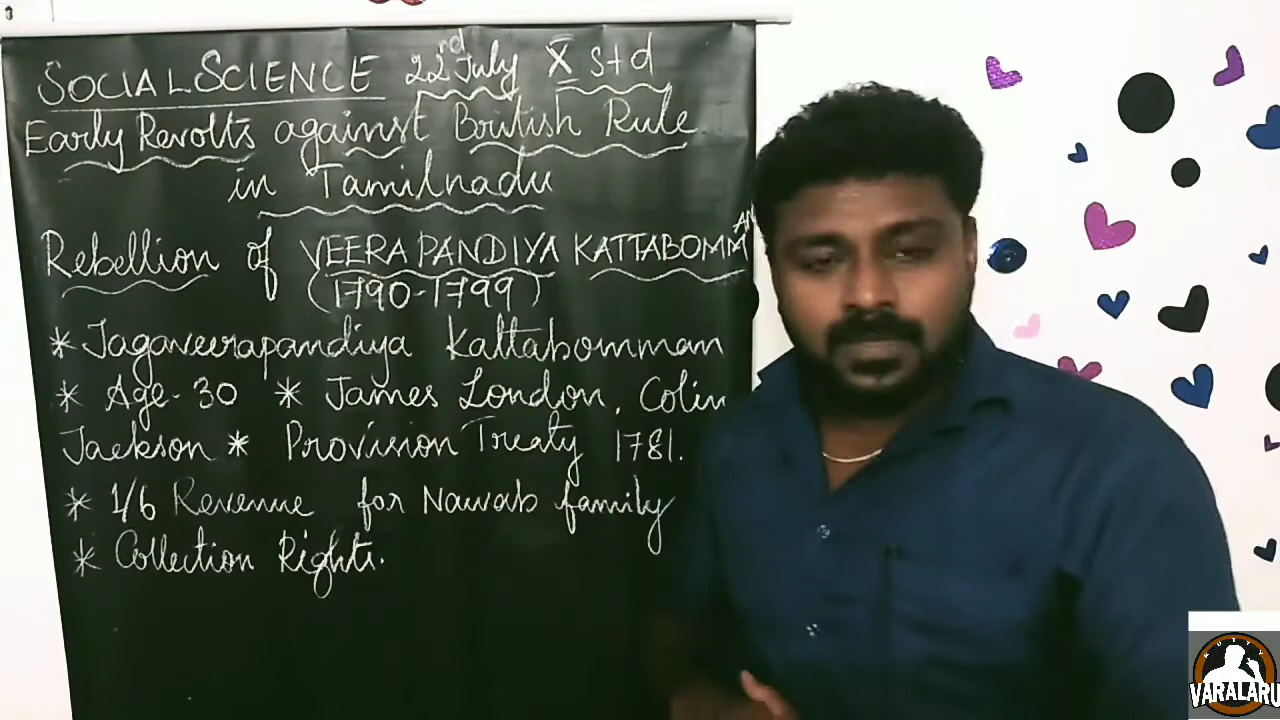 SOCIAL SCIENCE 22rd July X std
Early Revolts against British Rule
in Tamilnadu
Rebellion of VEERA PANDIYA KATTABOMMAN
(1790-1799)
* Jagaveerapandiya Kattabomman
* Age - 30 * James London, Colin
Jackson * Provision Treaty 1781.
* 1/6 Revenue for Nawab family
* Collection Rights.
VARALARU